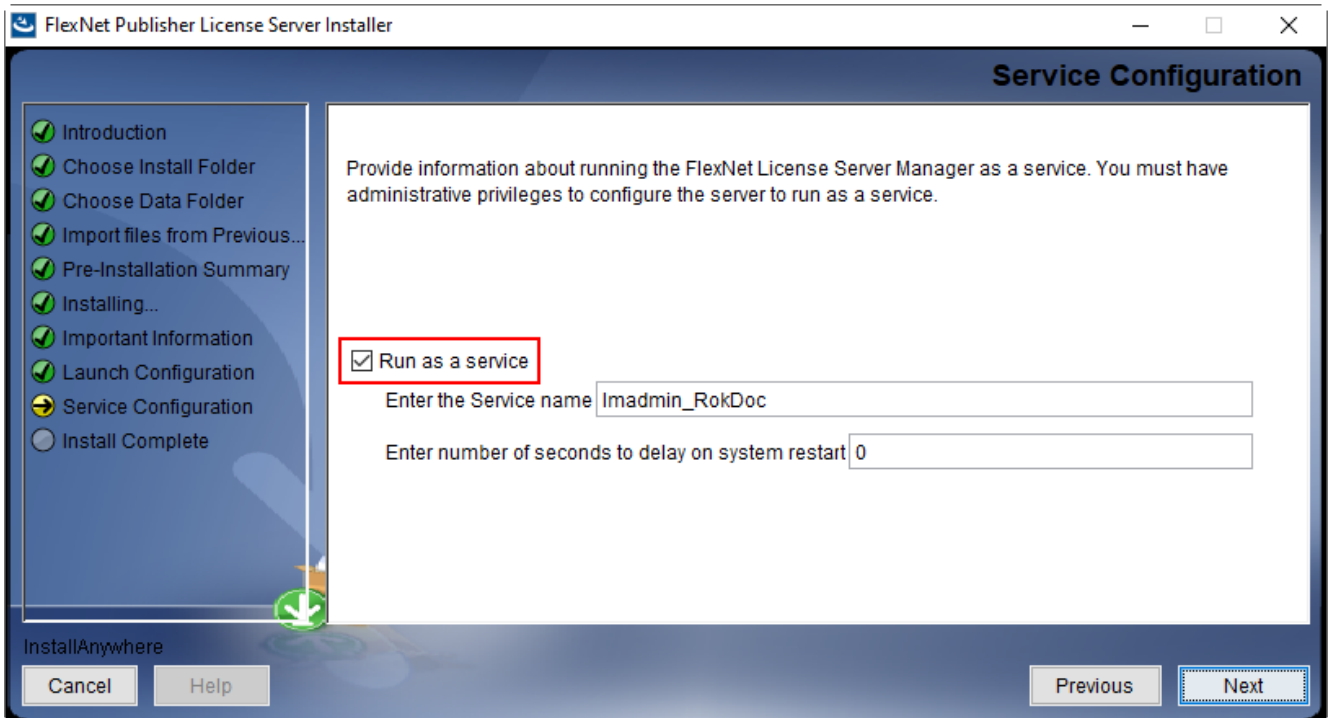 FlexNet Publisher License Server Installer
Service Configuration
Introduction
Choose Install Folder
Choose Data Folder
Import files from Previous...
Pre-Installation Summary
Installing...
Important Information
Launch Configuration
Service Configuration
Install Complete
Provide information about running the FlexNet License Server Manager as a service. You must have
administrative privileges to configure the server to run as a service.
Run as a service
Enter the Service name lmadmin_RokDoc
Enter number of seconds to delay on system restart 0
InstallAnywhere
Cancel Help Previous Next